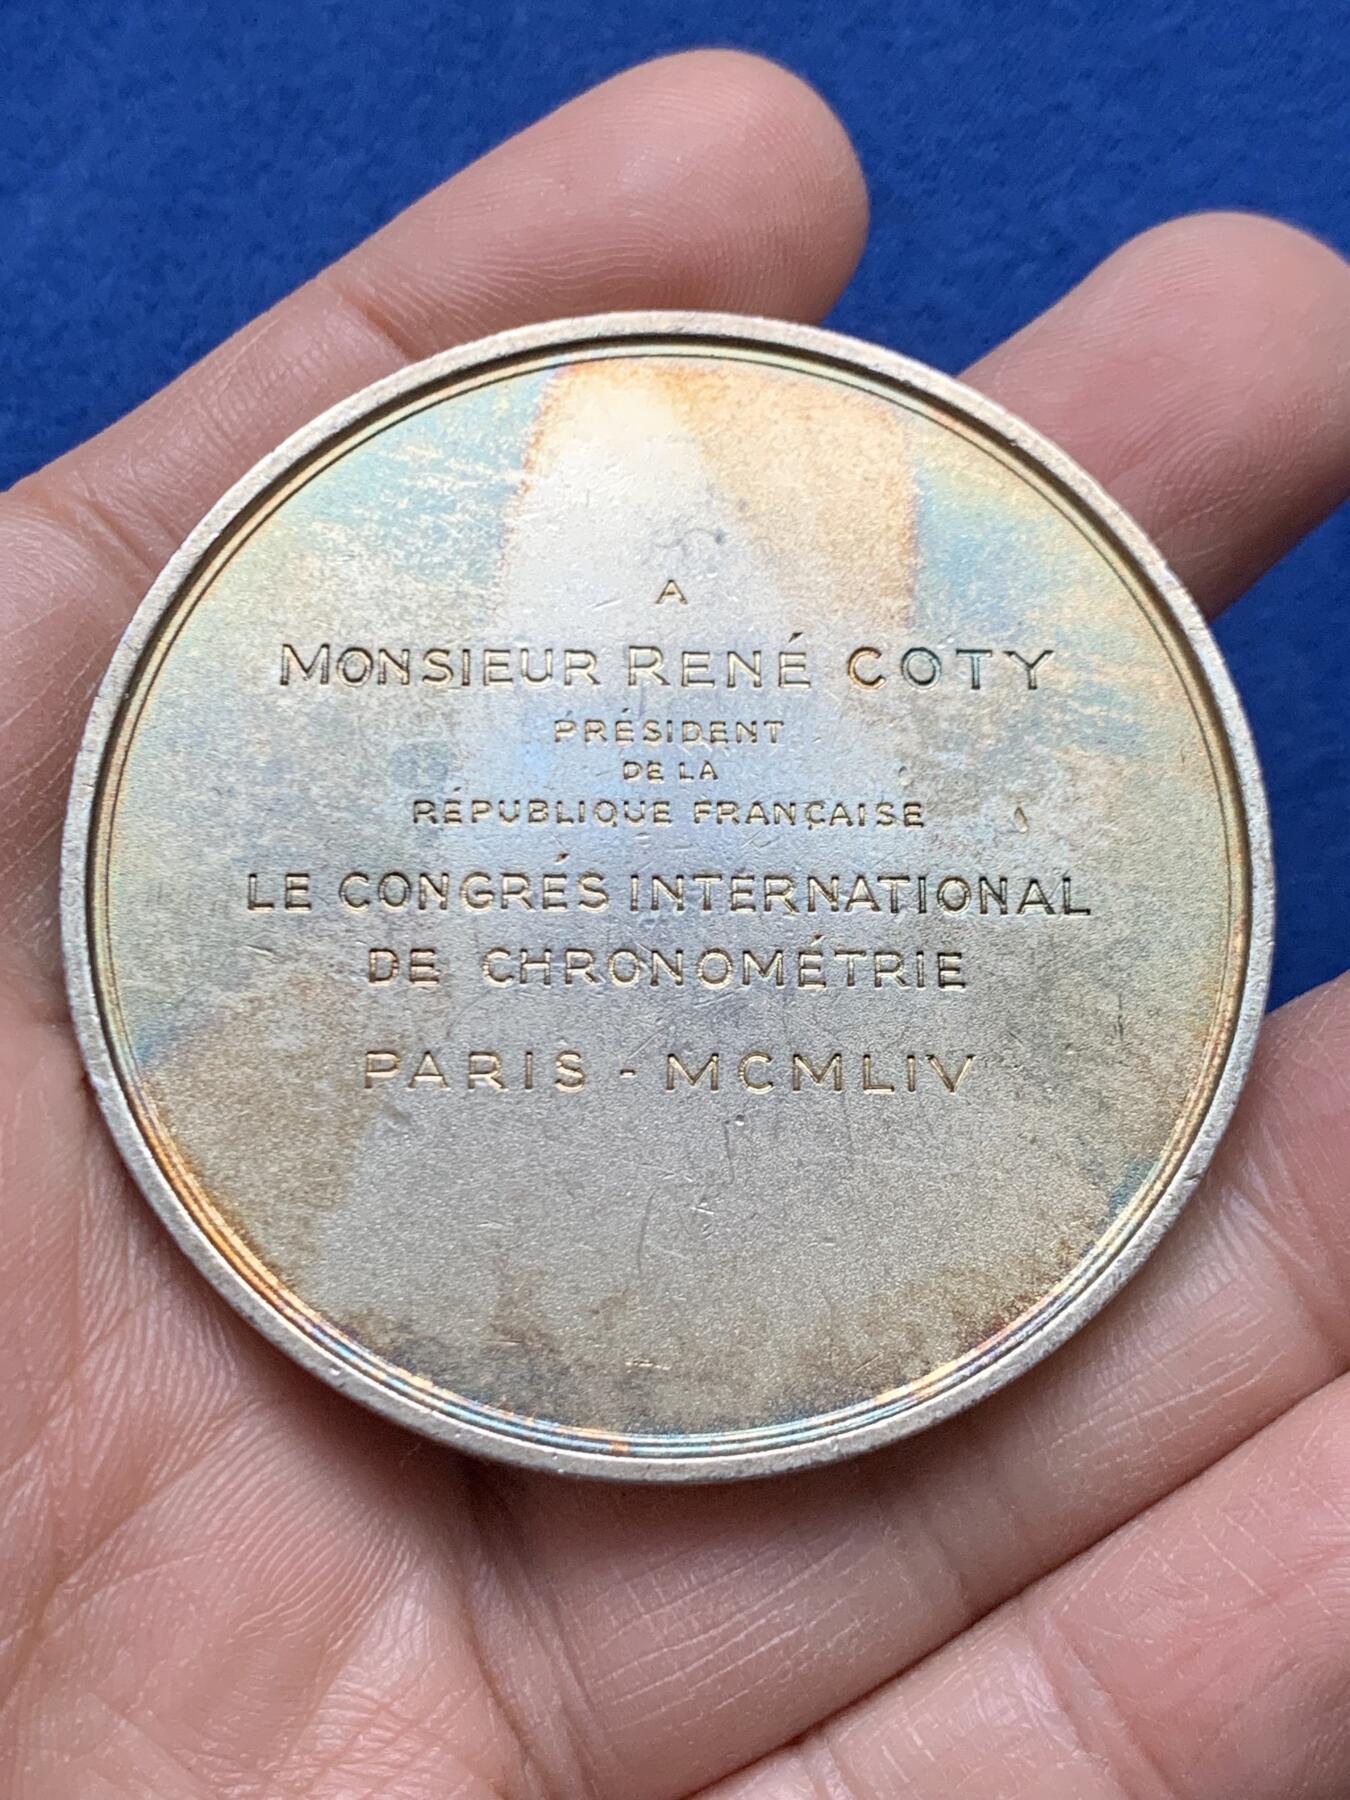 A
MONSIEUR RENÉ COTY
PRÉSIDENT
DE LA
RÉPUBLIQUE FRANÇAISE
LE CONGRÉS INTERNATIONAL
DE CHRONOMÉTRIE
PARIS - MCMLIV